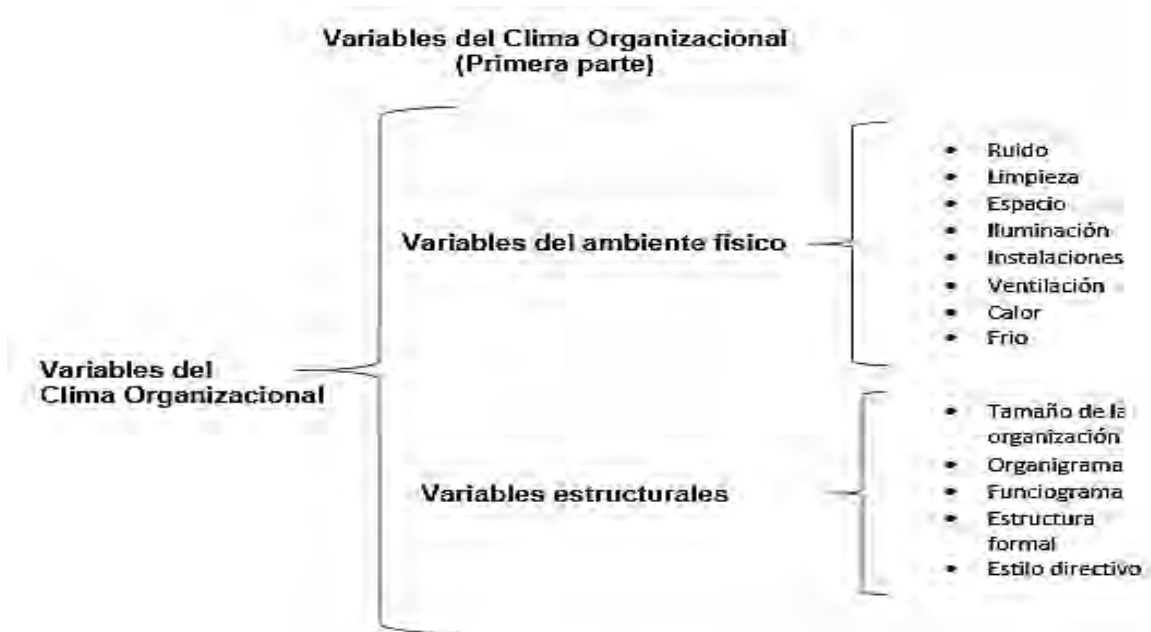 Variables del Clima Organizacional
(Primera parte)
Variables del
Clima Organizacional
Variables del ambiente físico
• Ruido
• Limpieza
• Espacio
• Iluminación
• Instalaciones
• Ventilación
• Calor
• Frio
Variables estructurales
• Tamaño de la
organización
• Organigrama
• Funciograma
• Estructura
formal
• Estilo directivo